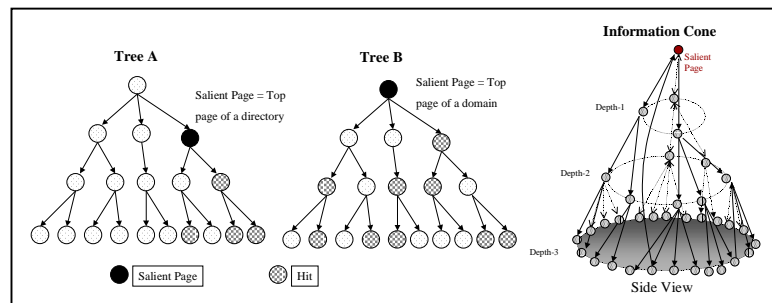 Tree A
Salient Page = Top
page of a directory
Tree B
Salient Page = Top
page of a domain
Information Cone
Salient
Page
Depth-1
Depth-2
Depth-3
Side View
Salient Page
Hit